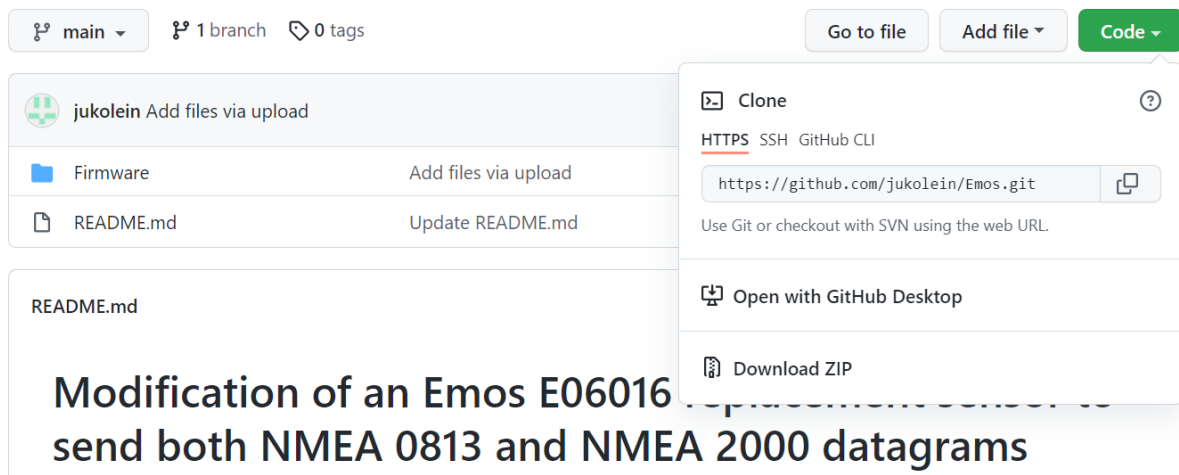 main
1 branch
0 tags
Go to file
Add file
Code
jukolein Add files via upload
Firmware Add files via upload
README.md Update README.md
Clone
HTTPS SSH GitHub CLI
https://github.com/jukolein/Emos.git
Use Git or checkout with SVN using the web URL.
Open with GitHub Desktop
Download ZIP
README.md
Modification of an Emos E06016 replacement sensor to
send both NMEA 0813 and NMEA 2000 datagrams